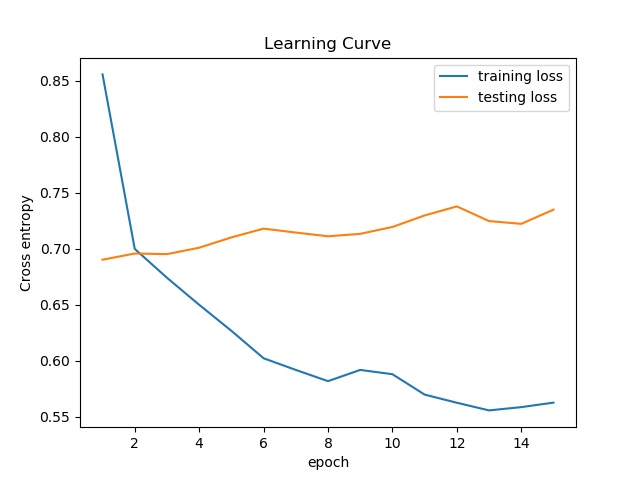 Learning Curve
training loss
testing loss
0.85
0.80
0.75
0.70
0.65
0.60
0.55
Cross entropy
2 4 6 8 10 12 14
epoch